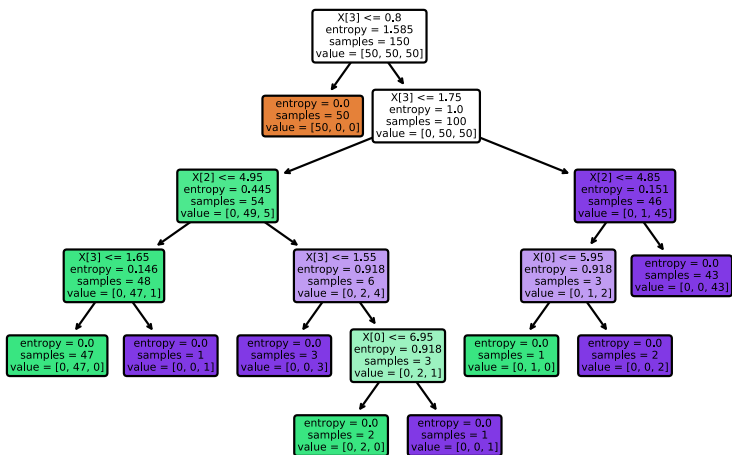 X[3] <= 0.8
entropy = 1.585
samples = 150
value = [50, 50, 50]
entropy = 0.0
samples = 50
value = [50, 0, 0]
X[3] <= 1.75
entropy = 1.0
samples = 100
value = [0, 50, 50]
X[2] <= 4.95
entropy = 0.445
samples = 54
value = [0, 49, 5]
X[2] <= 4.85
entropy = 0.151
samples = 46
value = [0, 1, 45]
X[3] <= 1.65
entropy = 0.146
samples = 48
value = [0, 47, 1]
X[3] <= 1.55
entropy = 0.918
samples = 6
value = [0, 2, 4]
X[0] <= 5.95
entropy = 0.918
samples = 3
value = [0, 1, 2]
entropy = 0.0
samples = 43
value = [0, 0, 43]
entropy = 0.0
samples = 47
value = [0, 47, 0]
entropy = 0.0
samples = 1
value = [0, 0, 1]
entropy = 0.0
samples = 3
value = [0, 0, 3]
X[0] <= 6.95
entropy = 0.918
samples = 3
value = [0, 2, 1]
entropy = 0.0
samples = 1
value = [0, 1, 0]
entropy = 0.0
samples = 2
value = [0, 0, 2]
entropy = 0.0
samples = 2
value = [0, 2, 0]
entropy = 0.0
samples = 1
value = [0, 0, 1]